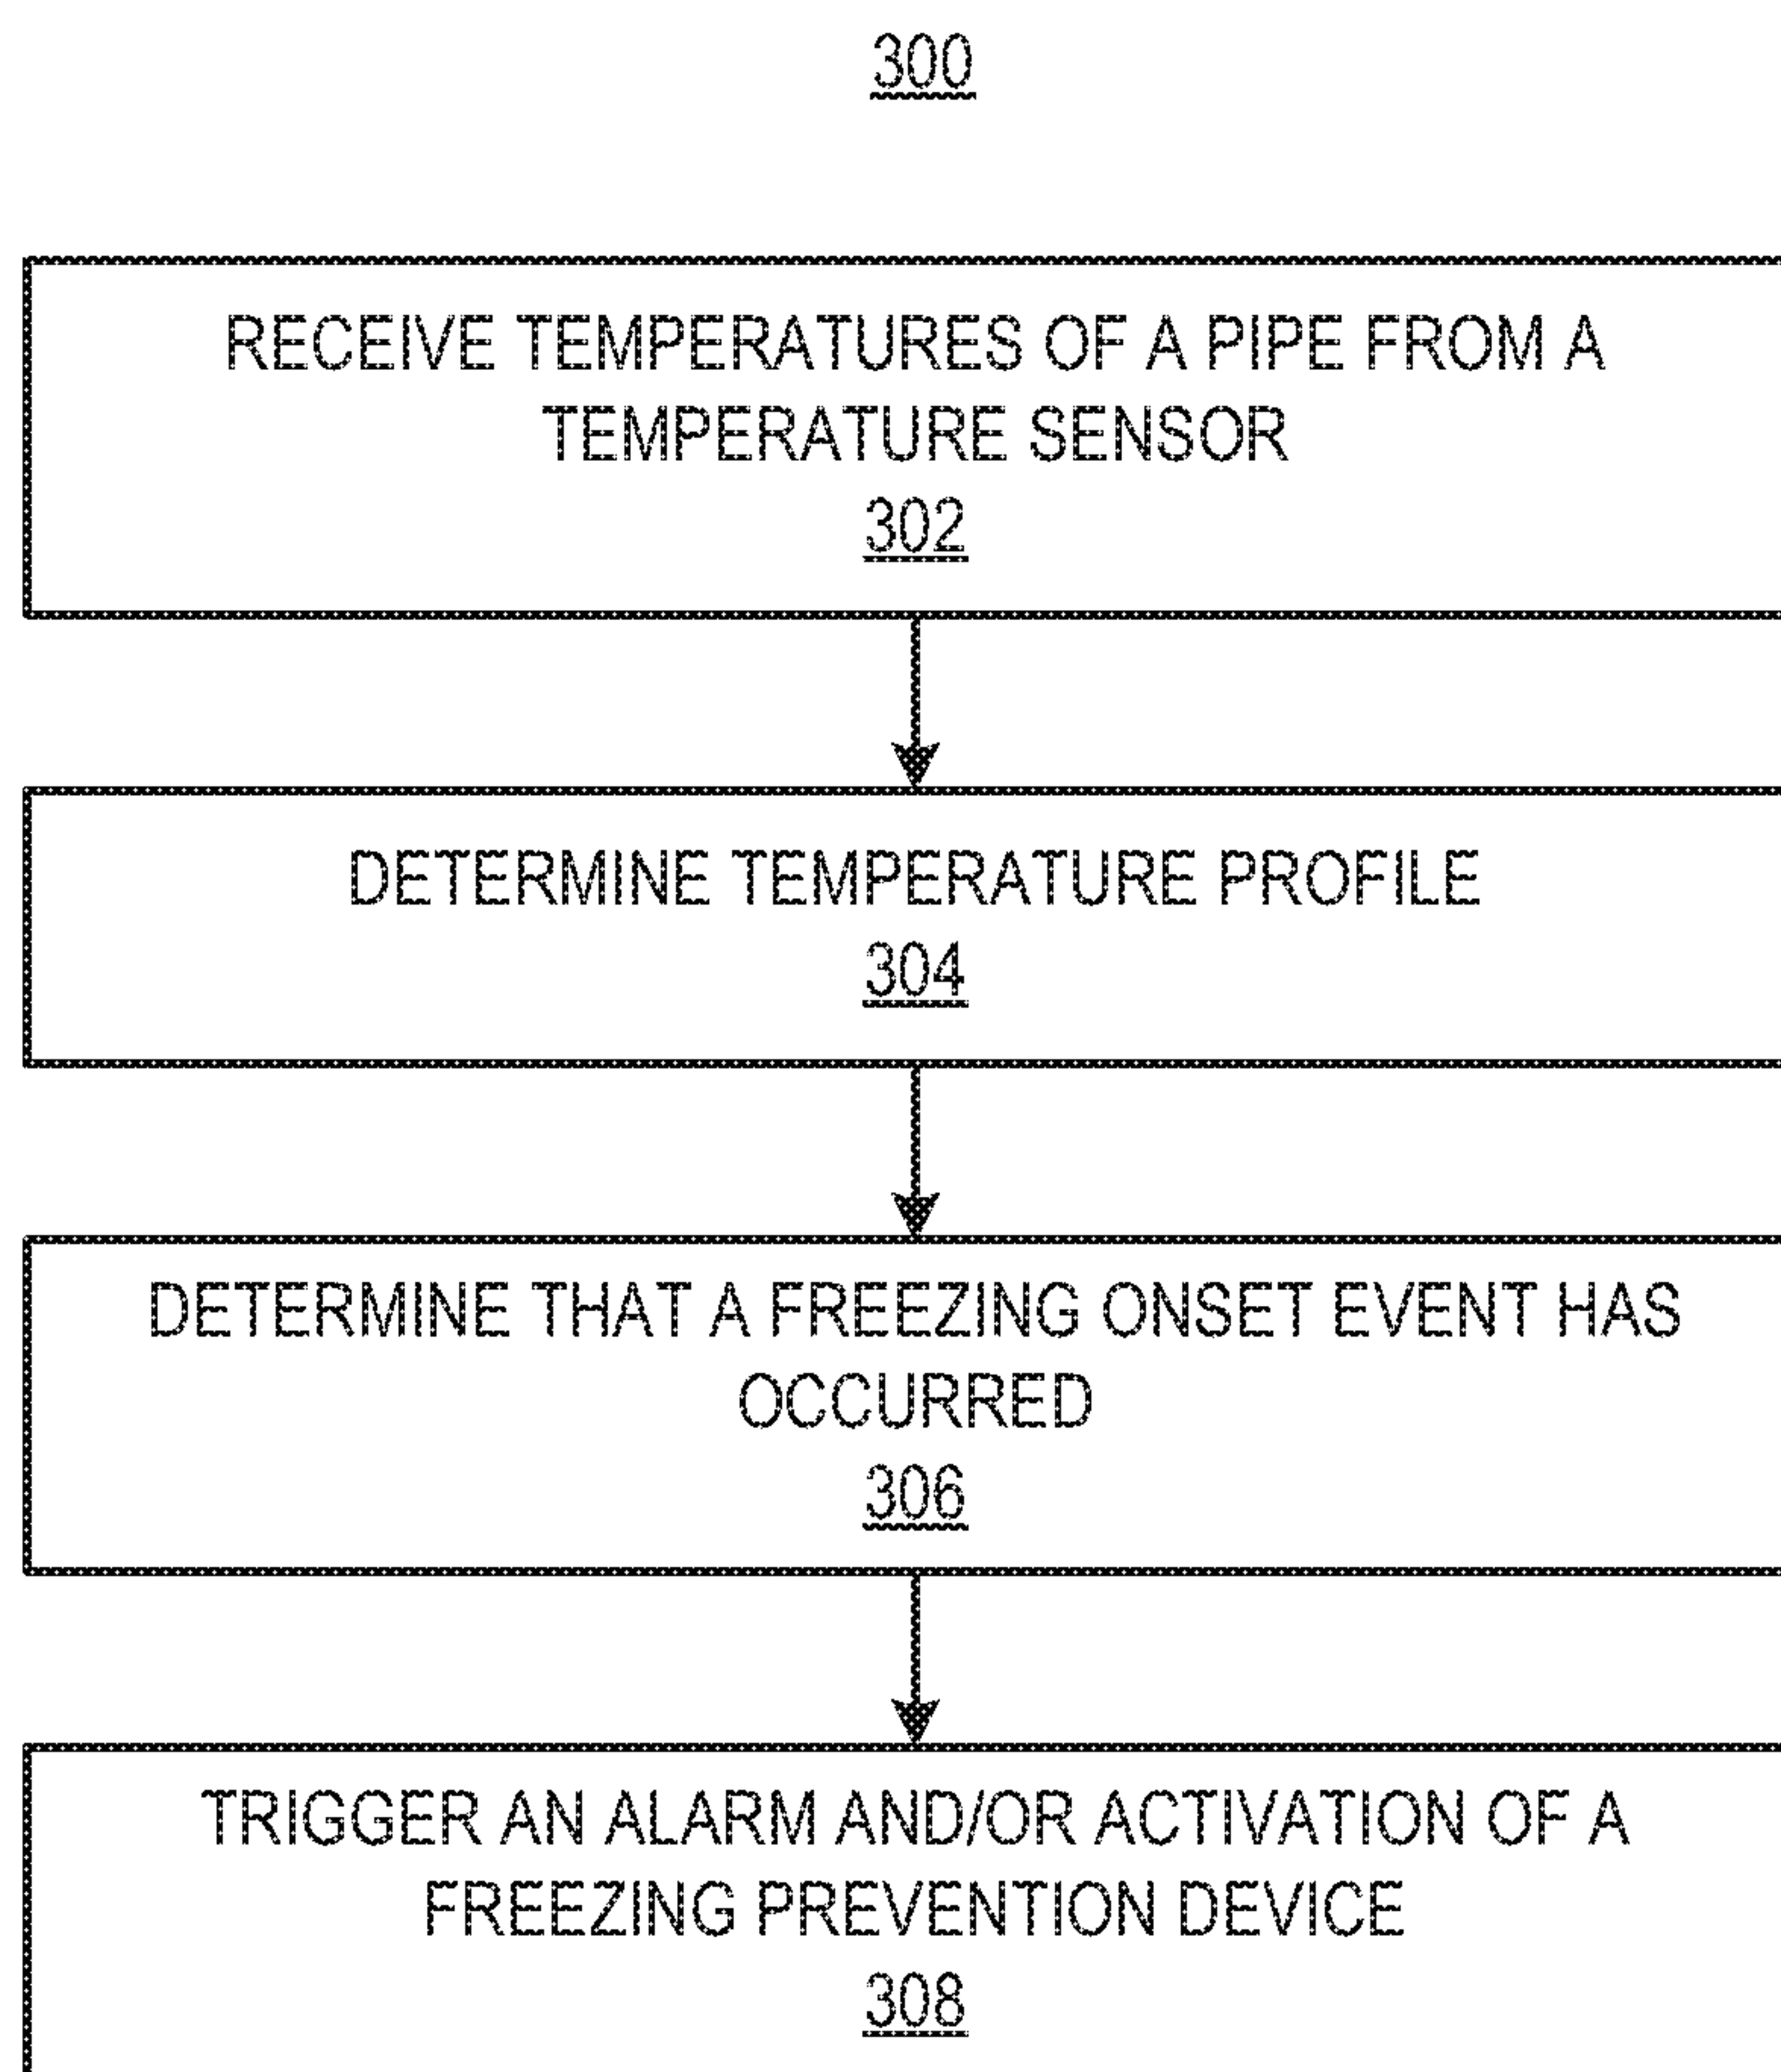 300
RECEIVE TEMPERATURES OF A PIPE FROM A
TEMPERATURE SENSOR
302
DETERMINE TEMPERATURE PROFILE
304
DETERMINE THAT A FREEZING ONSET EVENT HAS
OCCURRED
306
TRIGGER AN ALARM AND/OR ACTIVATION OF A
FREEZING PREVENTION DEVICE
308